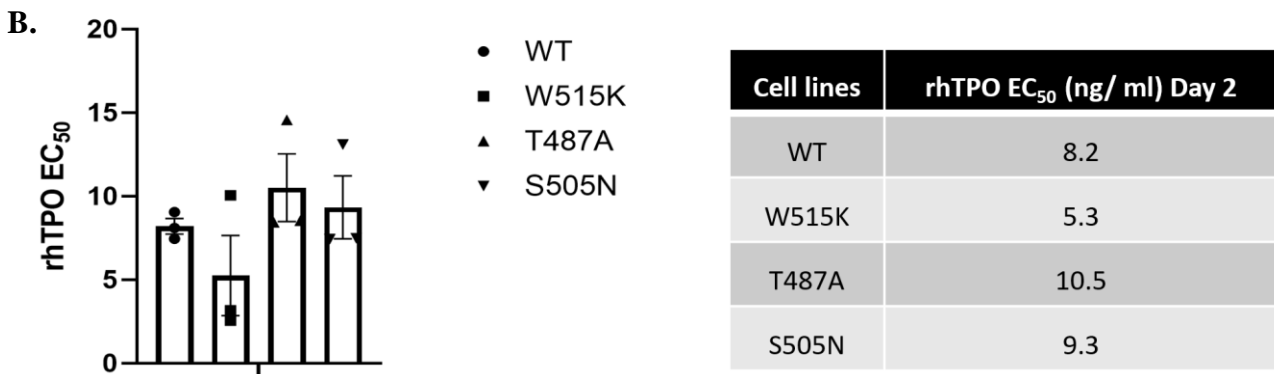 B.
20
15
10
5
0
rhTPO EC50
WT
W515K
T487A
S505N
Cell lines rhTPO EC50 (ng/ ml) Day 2
WT 8.2
W515K 5.3
T487A 10.5
S505N 9.3